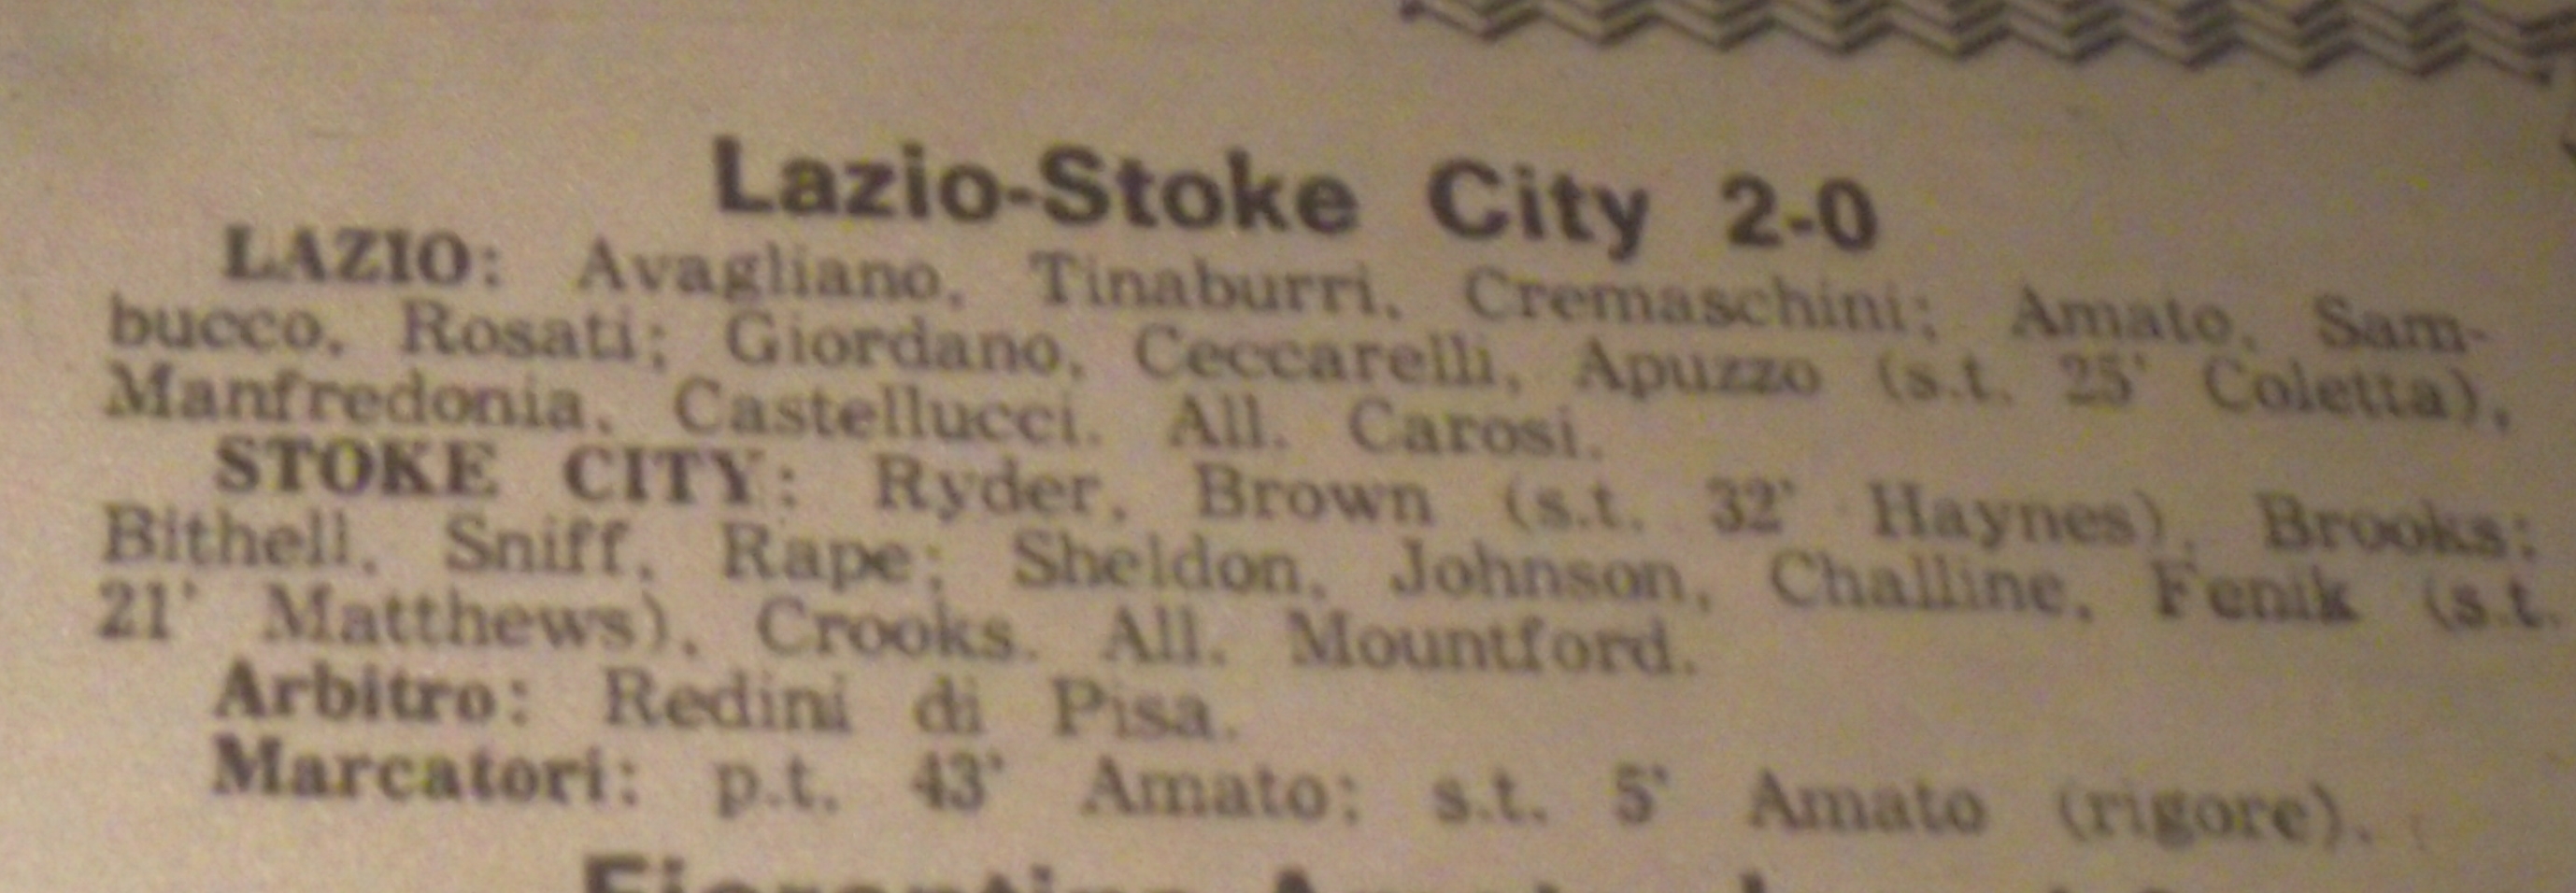 Lazio-Stoke City 2-0
LAZIO: Avagliano, Tinaburri, Cremaschini; Amato, Sam-
bucco, Rosati; Giordano, Ceccarelli, Apuzzo (s.t. 25' Coletta),
Manfredonia, Castellucci. All. Carosi.
STOKE CITY: Ryder, Brown (s.t. 32' Haynes), Brooks;
Bithell, Sniff, Rape; Sheldon, Johnson, Challine, Fenik (s.t.
21' Matthews), Crooks. All. Mountford.
Arbitro: Redini di Pisa.
Marcatori: p.t. 43' Amato; s.t. 5' Amato (rigore).